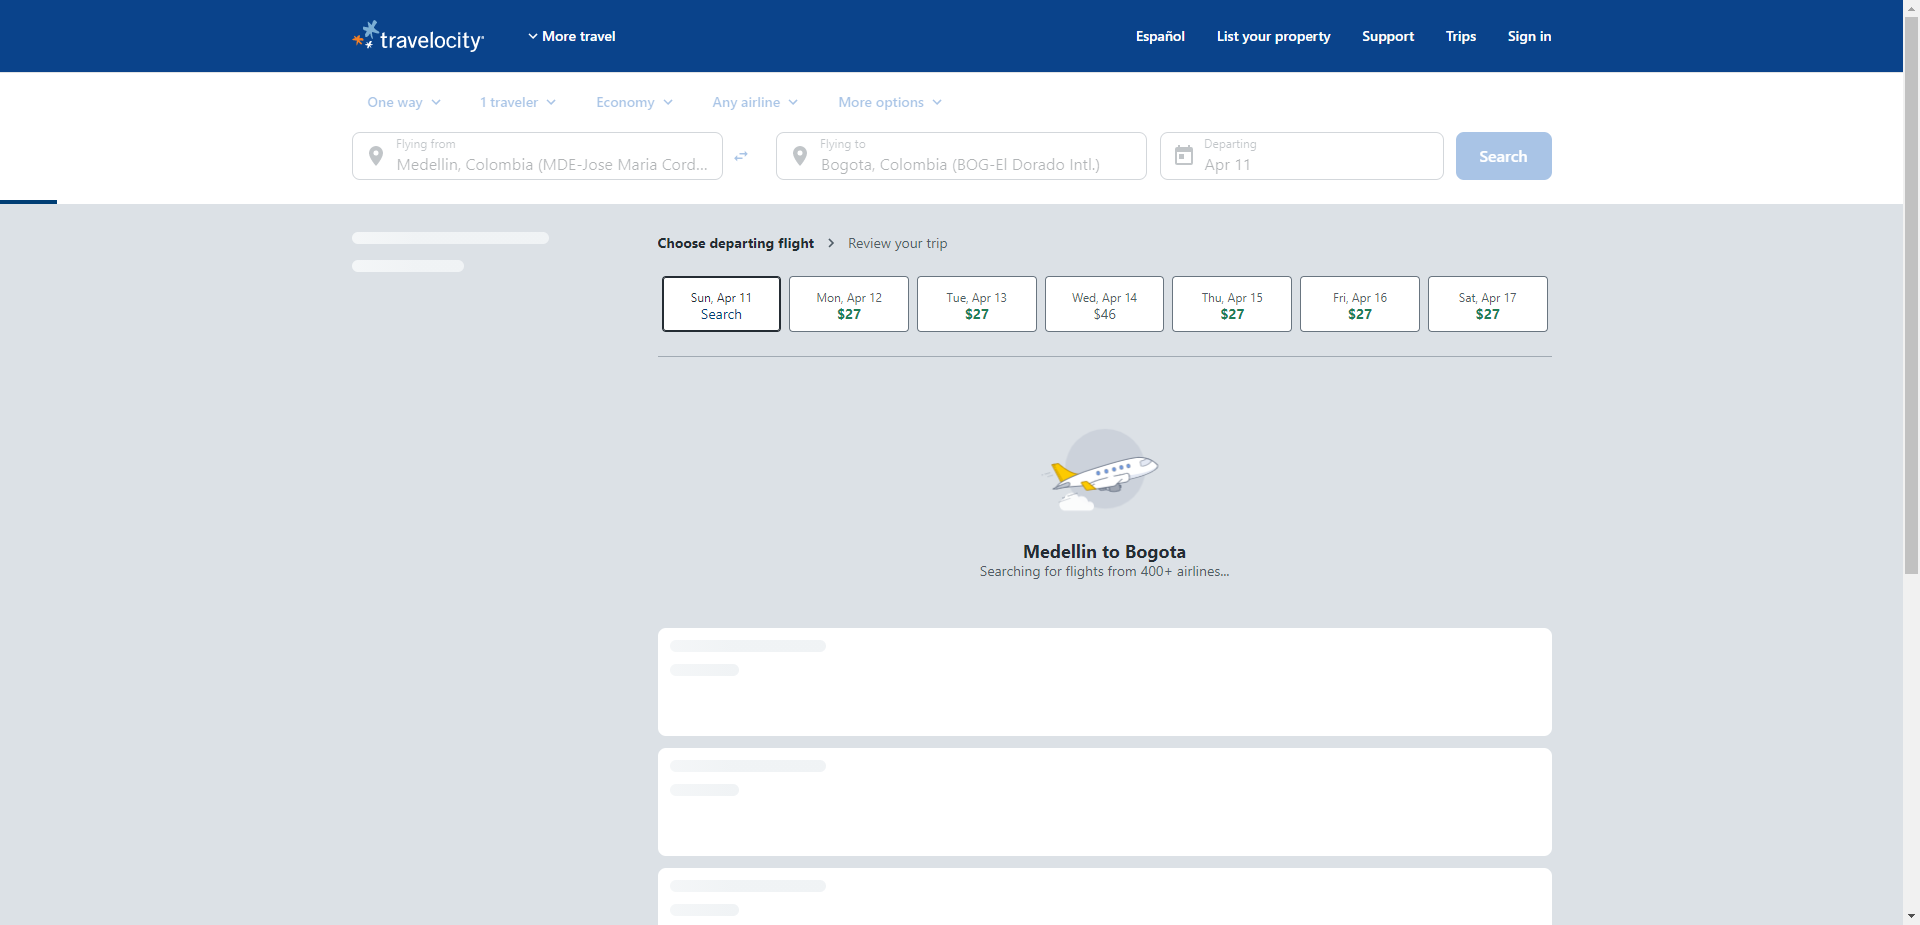 travelocity
More travel
Español
List your property
Support
Trips
Sign in
One way
1 traveler
Economy
Any airline
More options
Flying from
Medellin, Colombia (MDE-Jose Maria Cord...
Flying to
Bogota, Colombia (BOG-El Dorado Intl.)
Departing
Apr 11
Search
Choose departing flight
Review your trip
Sun, Apr 11
Search
Mon, Apr 12
$27
Tue, Apr 13
$27
Wed, Apr 14
$46
Thu, Apr 15
$27
Fri, Apr 16
$27
Sat, Apr 17
$27
Medellin to Bogota
Searching for flights from 400+ airlines...